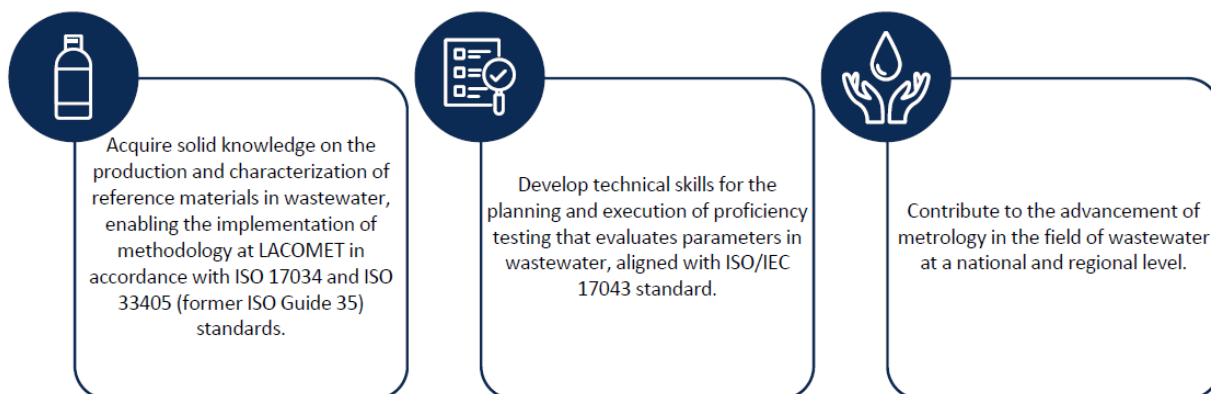 Acquire solid knowledge on the
production and characterization of
reference materials in wastewater,
enabling the implementation of
methodology at LACOMET in
accordance with ISO 17034 and ISO
33405 (former ISO Guide 35)
standards.
Develop technical skills for the
planning and execution of proficiency
testing that evaluates parameters in
wastewater, aligned with ISO/IEC
17043 standard.
Contribute to the advancement of
metrology in the field of wastewater
at a national and regional level.